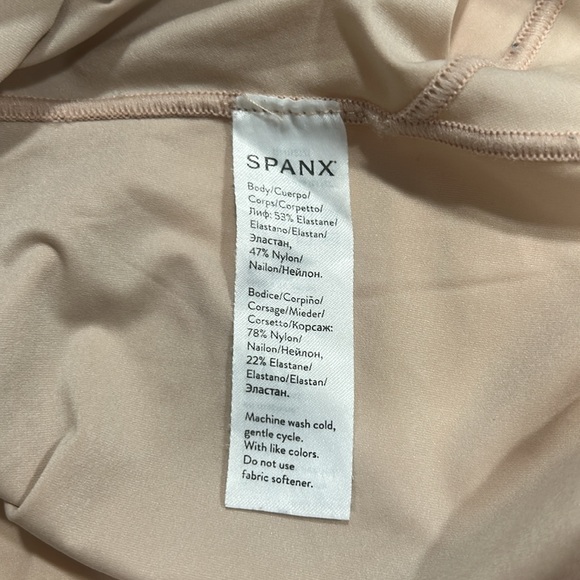 SPANX®
Body/Cuerpo/
Corps/Corpetto/
Лиф: 53% Elastane/
Elastano/Elastan/
Эластан,
47% Nylon/
Nailon/Нейлон.
Bodice/Corpiño/
Corsage/Mieder/
Corsetto/Корсаж:
78% Nylon/
Nailon/Нейлон,
22% Elastane/
Elastano/Elastan/
Эластан.
Machine wash cold,
gentle cycle.
With like colors.
Do not use
fabric softener.